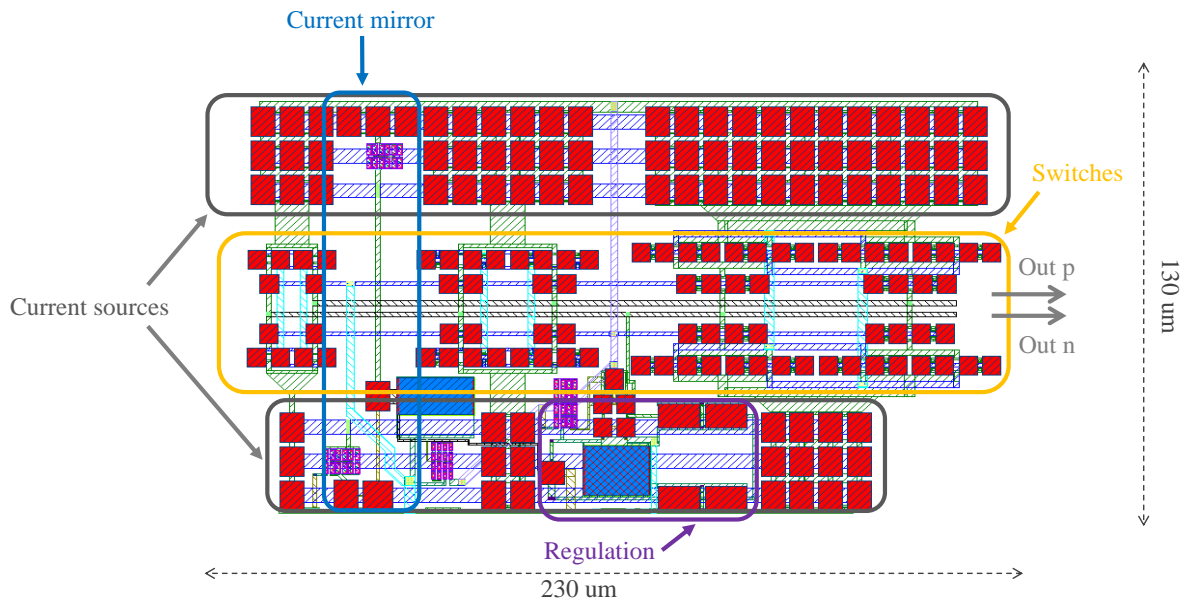 Current mirror
Switches
Current sources
Out p
Out n
130 um
Regulation
230 um